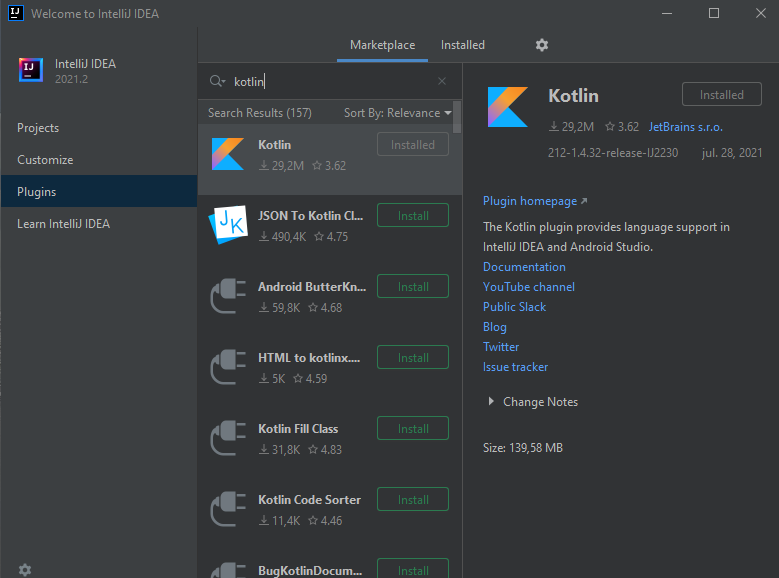 IJ Welcome to IntelliJ IDEA
IJ
IntelliJ IDEA
2021.2
Projects
Customize
Plugins
Learn IntelliJ IDEA
Marketplace Installed
kotlin
Search Results (157) Sort By: Relevance
Kotlin Installed
29,2M 3.62
JK
JSON To Kotlin Cl... Install
490,4K 4.75
Android ButterKn... Install
59,8K 4.68
HTML to kotlinx.... Install
5K 4.59
Kotlin Fill Class Install
31,8K 4.83
Kotlin Code Sorter Install
11,4K 4.46
BugKotlinDocum... Install
Kotlin Installed
29,2M 3.62 JetBrains s.r.o.
212-1.4.32-release-IJ2230 jul. 28, 2021
Plugin homepage
The Kotlin plugin provides language support in
IntelliJ IDEA and Android Studio.
Documentation
YouTube channel
Public Slack
Blog
Twitter
Issue tracker
Change Notes
Size: 139,58 MB